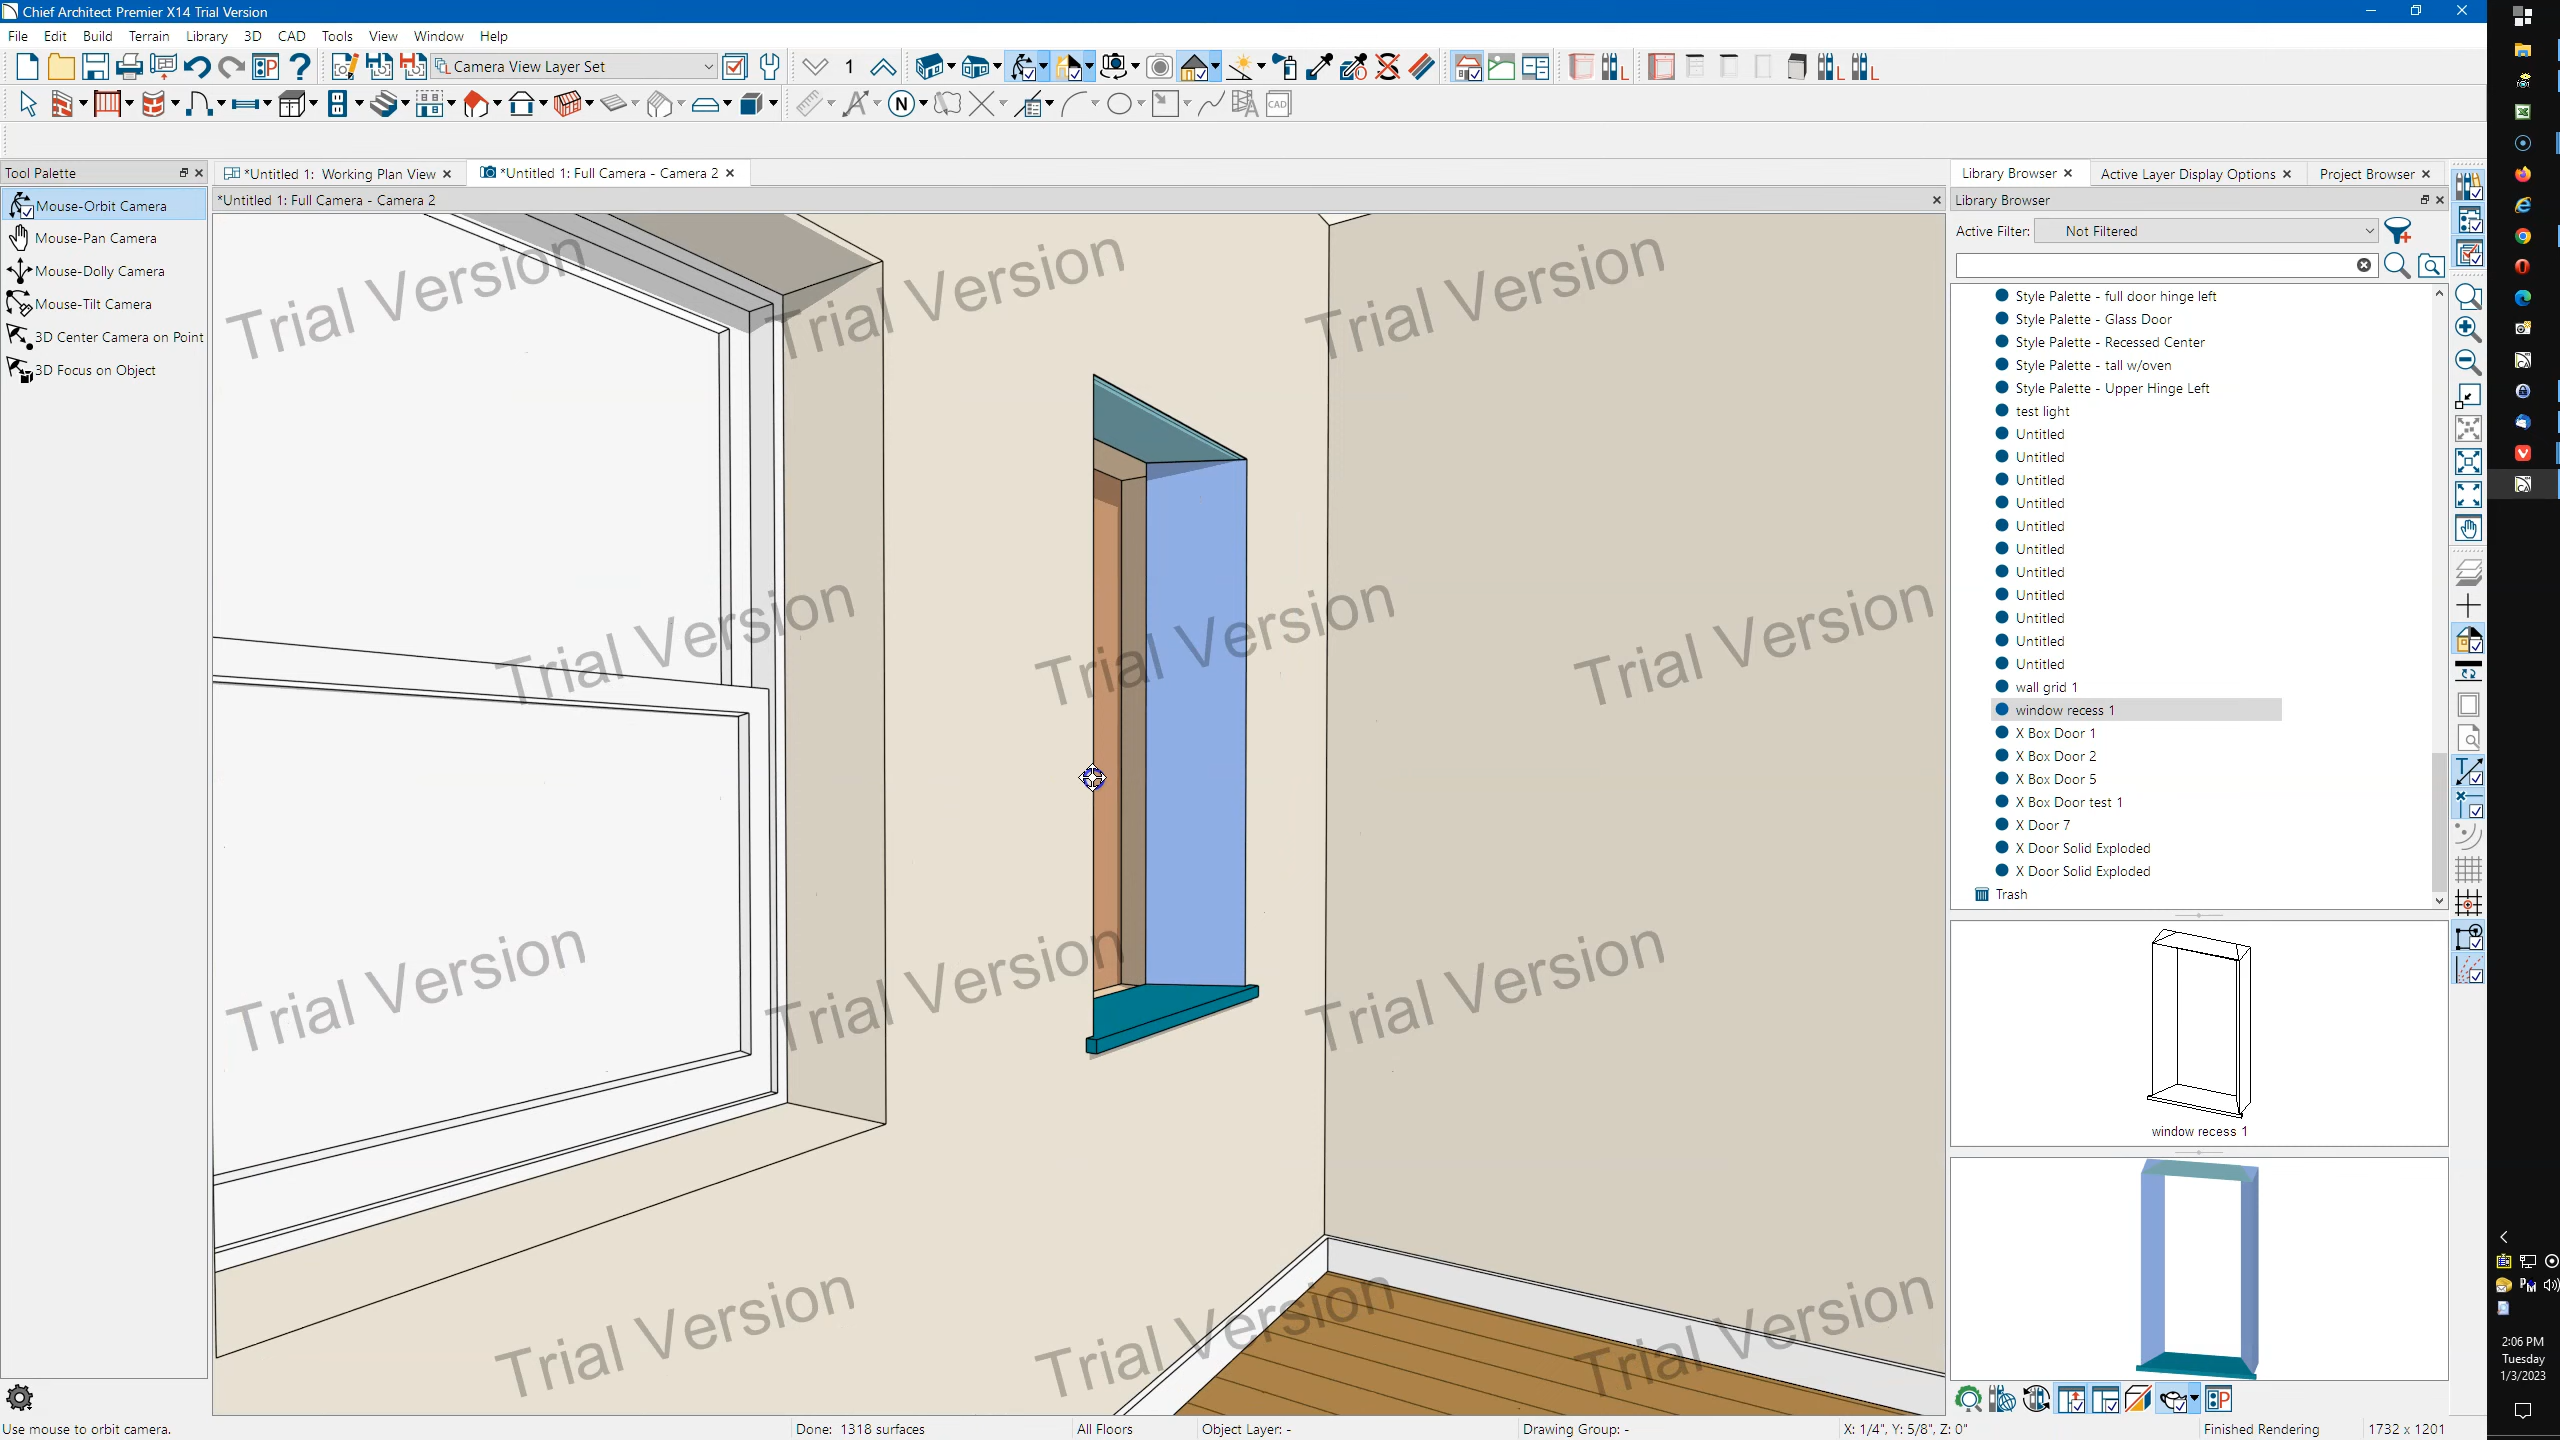 Chief Architect Premier X14 Trial Version
File Edit Build Terrain Library 3D CAD Tools View Window Help
Camera View Layer Set
1
Tool Palette
*Untitled 1: Working Plan View
*Untitled 1: Full Camera - Camera 2
Library Browser
Active Layer Display Options
Project Browser
Mouse-Orbit Camera
Mouse-Pan Camera
Mouse-Dolly Camera
Mouse-Tilt Camera
3D Center Camera on Point
3D Focus on Object
*Untitled 1: Full Camera - Camera 2
Trial Version
Trial Version
Trial Version
Trial Version
Trial Version
Trial Version
Trial Version
Trial Version
Trial Version
Trial Version
Trial Version
Trial Version
Library Browser
Active Filter: Not Filtered
Style Palette - full door hinge left
Style Palette - Glass Door
Style Palette - Recessed Center
Style Palette - tall w/oven
Style Palette - Upper Hinge Left
test light
Untitled
Untitled
Untitled
Untitled
Untitled
Untitled
Untitled
Untitled
Untitled
Untitled
Untitled
wall grid 1
window recess 1
X Box Door 1
X Box Door 2
X Box Door 5
X Box Door test 1
X Door 7
X Door Solid Exploded
X Door Solid Exploded
Trash
window recess 1
2:06 PM
Tuesday
1/3/2023
Use mouse to orbit camera.
Done: 1318 surfaces
All Floors
Object Layer: -
Drawing Group: -
X: 1/4", Y: 5/8", Z: 0"
Finished Rendering
1732 x 1201